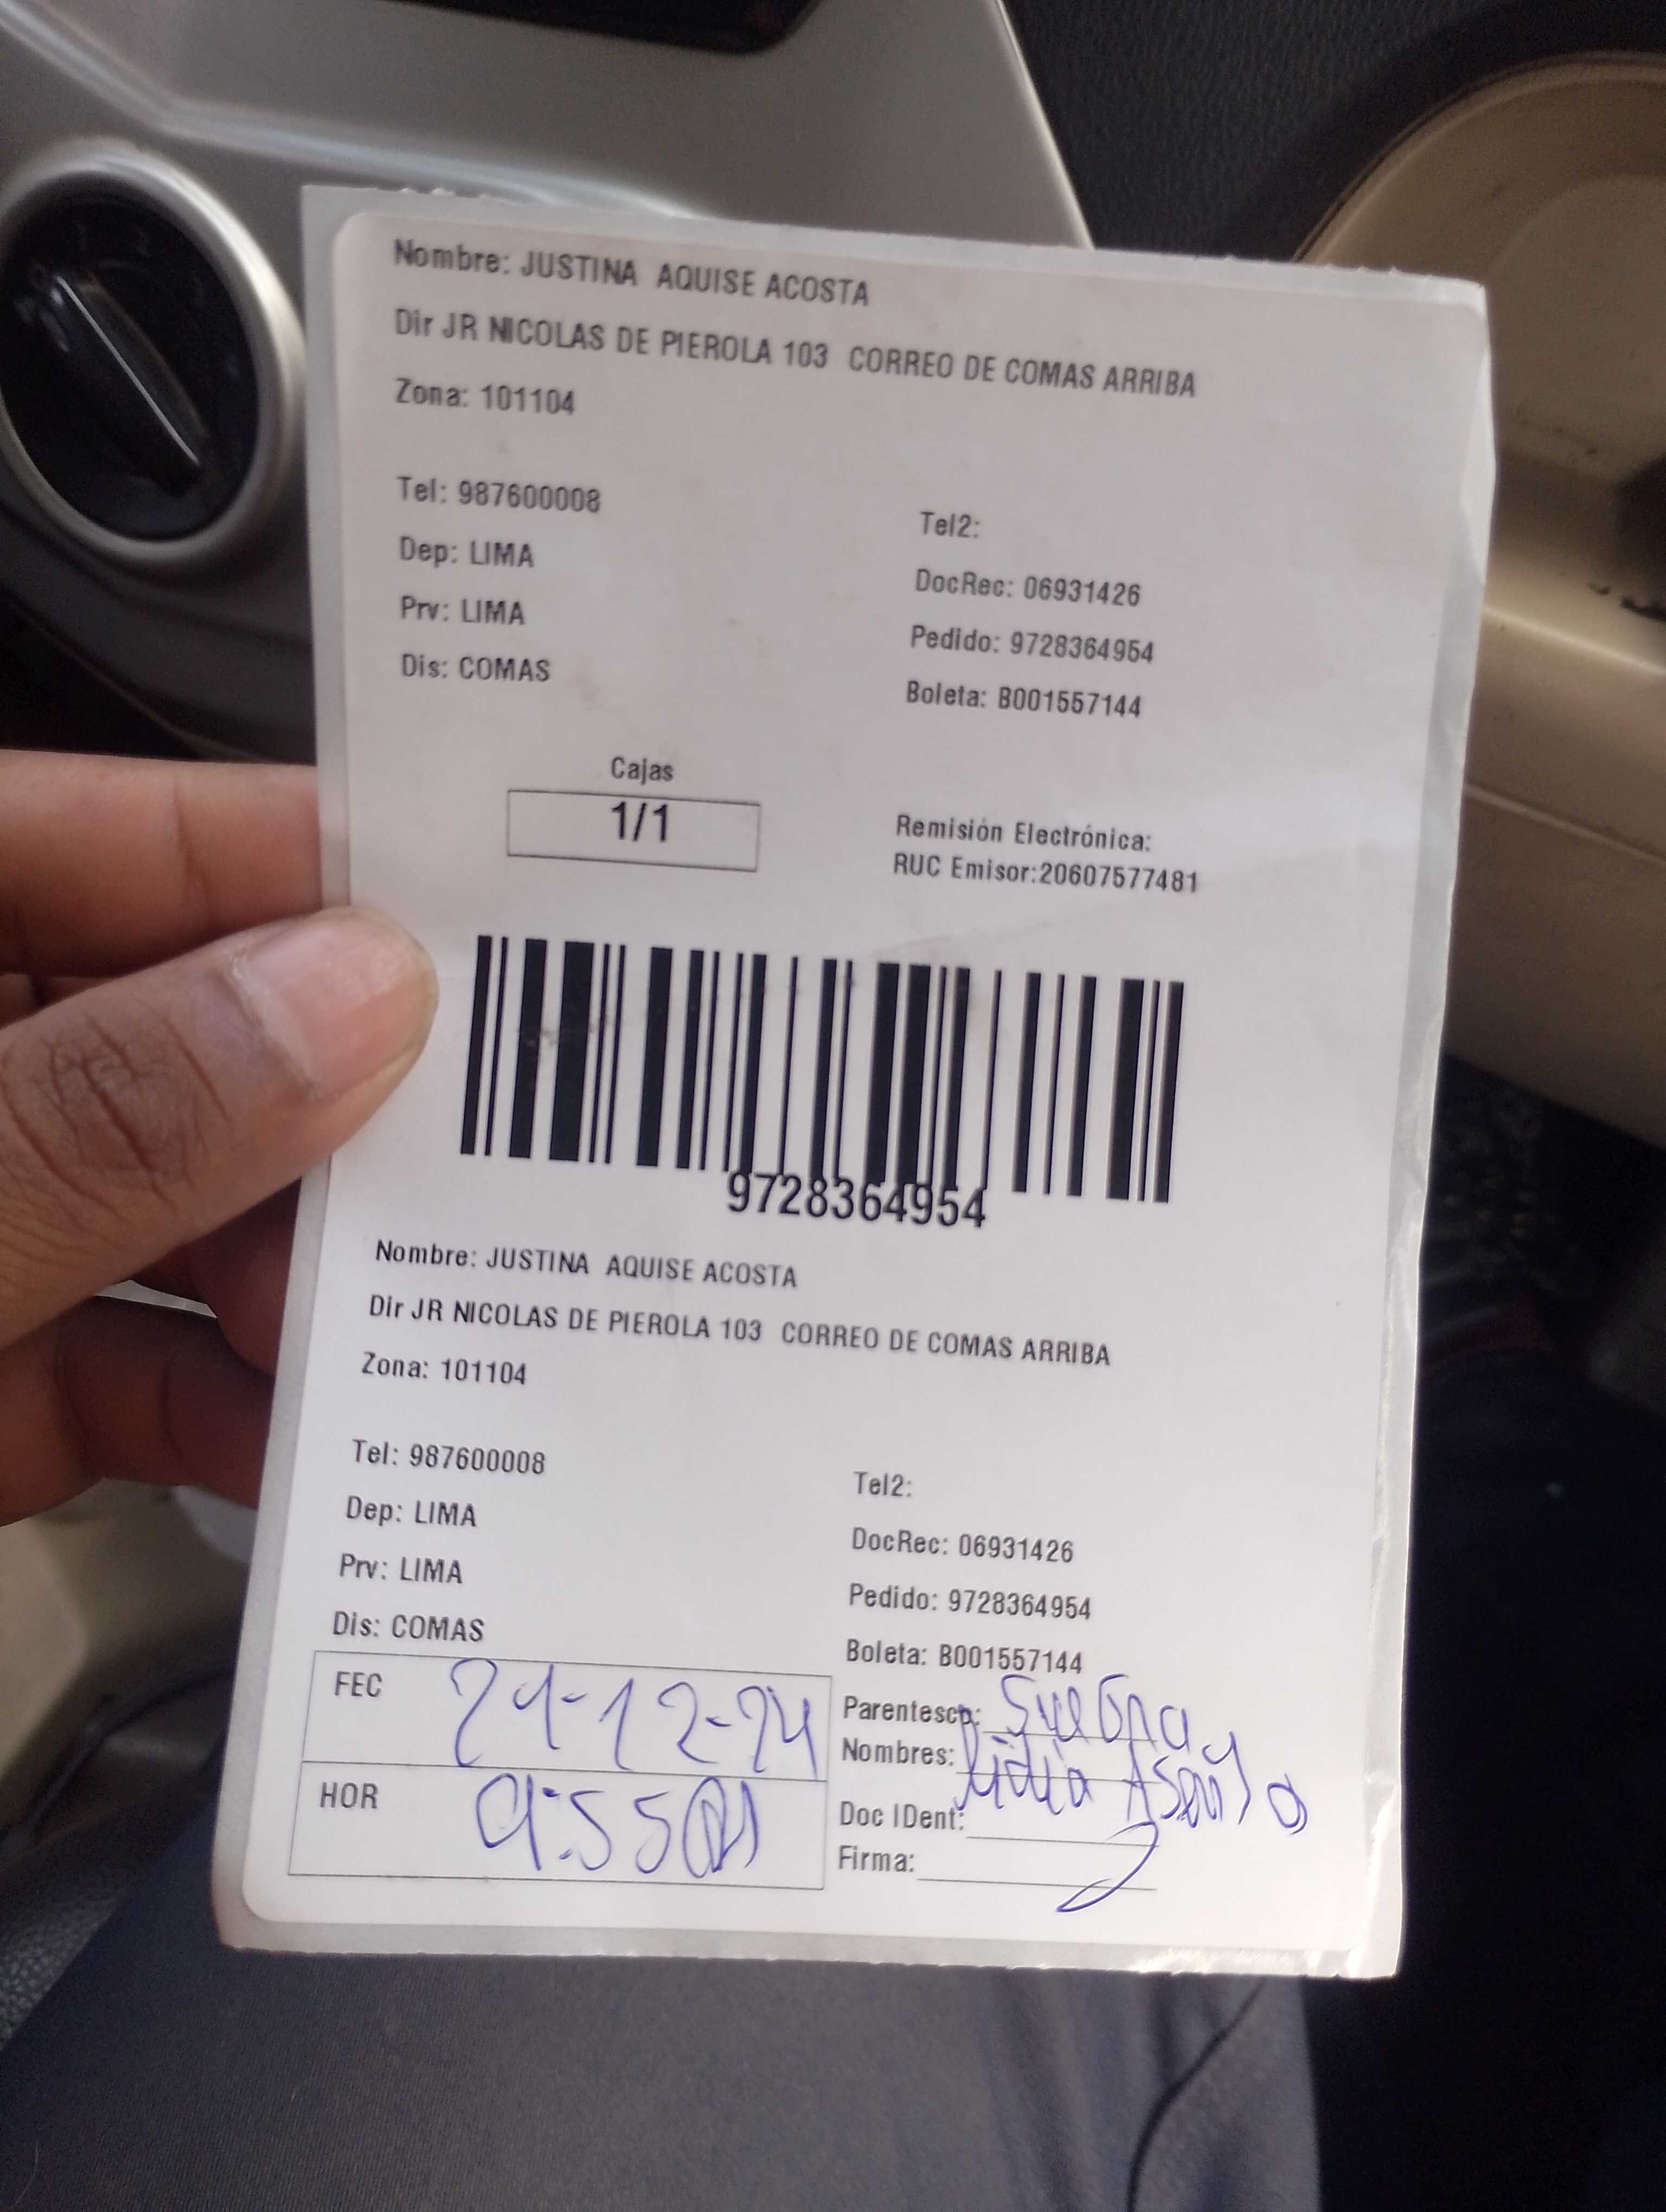 Nombre: JUSTINA AQUISE ACOSTA
Dir JR NICOLAS DE PIEROLA 103 CORREO DE COMAS ARRIBA
Zona: 101104
Tel: 987600008
Tel2:
Dep: LIMA
DocRec: 06931426
Prv: LIMA
Pedido: 9728364954
Dis: COMAS
Boleta: B001557144
Cajas
1/1
Remisión Electrónica:
RUC Emisor:20607577481
9728364954
Nombre: JUSTINA AQUISE ACOSTA
Dir JR NICOLAS DE PIEROLA 103 CORREO DE COMAS ARRIBA
Zona: 101104
Tel: 987600008
Tel2:
Dep: LIMA
DocRec: 06931426
Prv: LIMA
Pedido: 9728364954
Dis: COMAS
Boleta: B001557144
FEC
Parentesco:
Nombres: lidia
HOR 9:55
Doc IDent:
Firma: